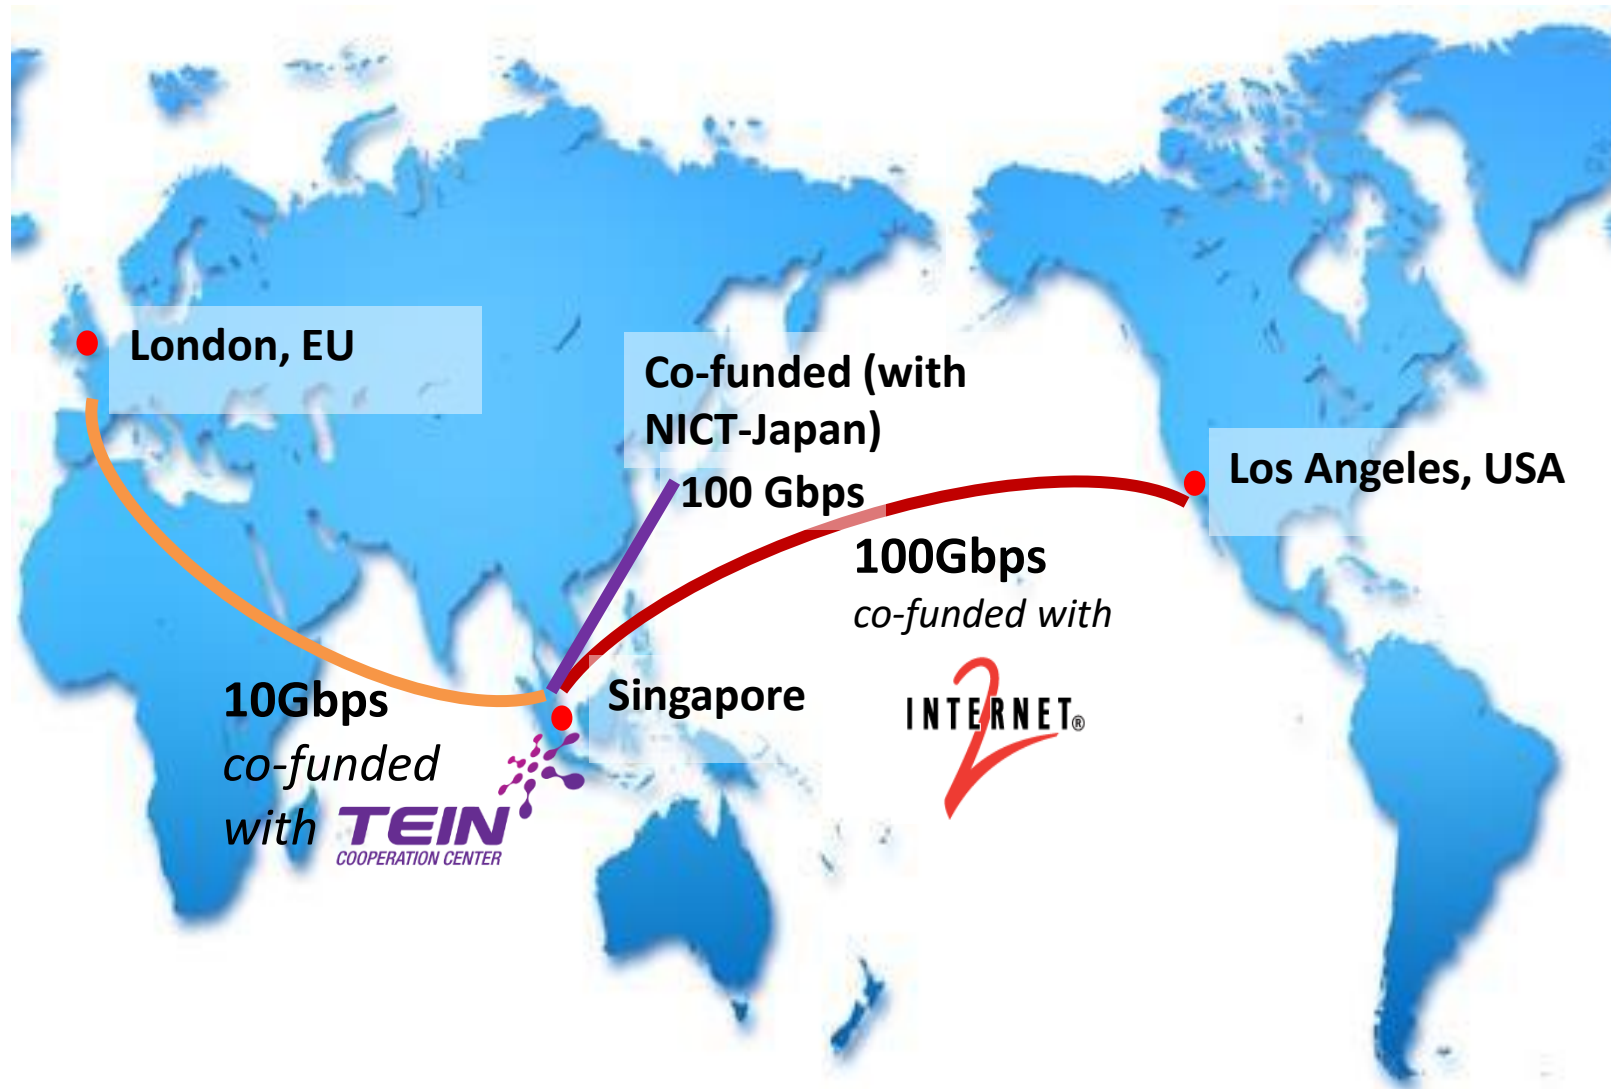 London, EU
Co-funded (with
NICT-Japan)
100 Gbps
Los Angeles, USA
100Gbps
co-funded with
INTERNET®
2
Singapore
10Gbps
co-funded
with TEIN
COOPERATION CENTER